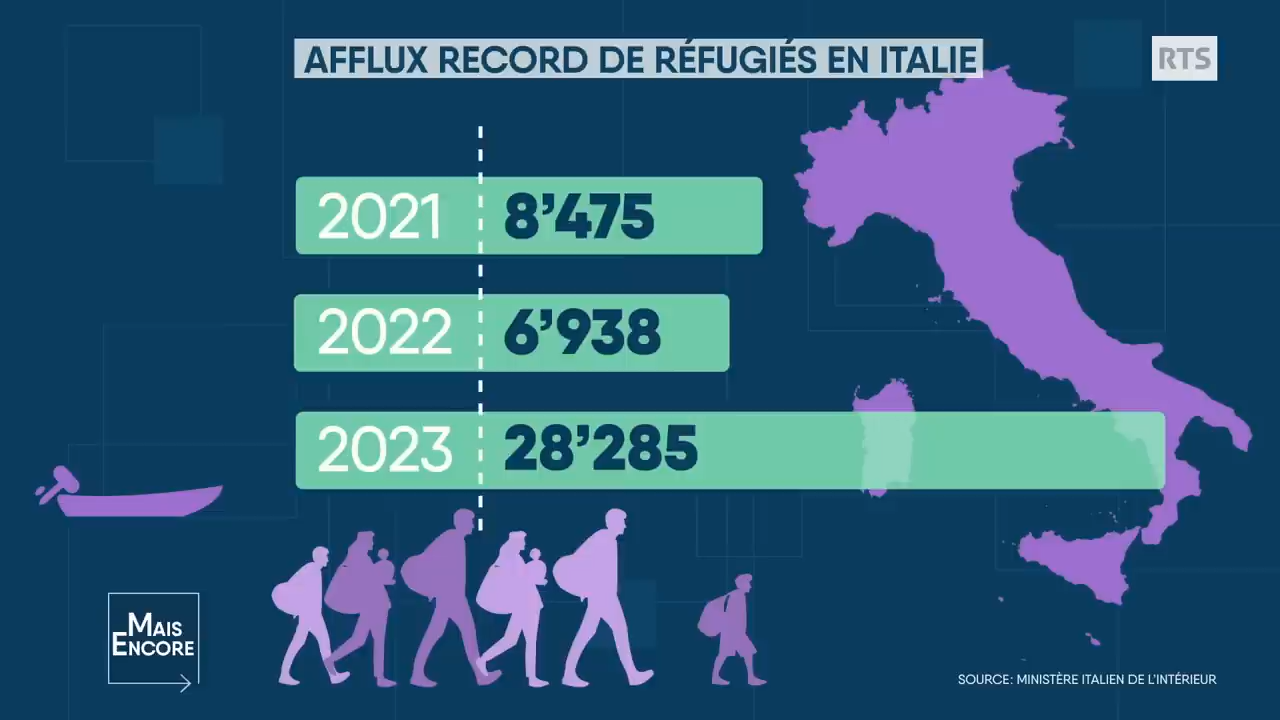 AFFLUX RECORD DE RÉFUGIÉS EN ITALIE
RTS
2021 8’475
2022 6’938
2023 28’285
MAIS
ENCORE
SOURCE: MINISTÈRE ITALIEN DE L'INTÉRIEUR